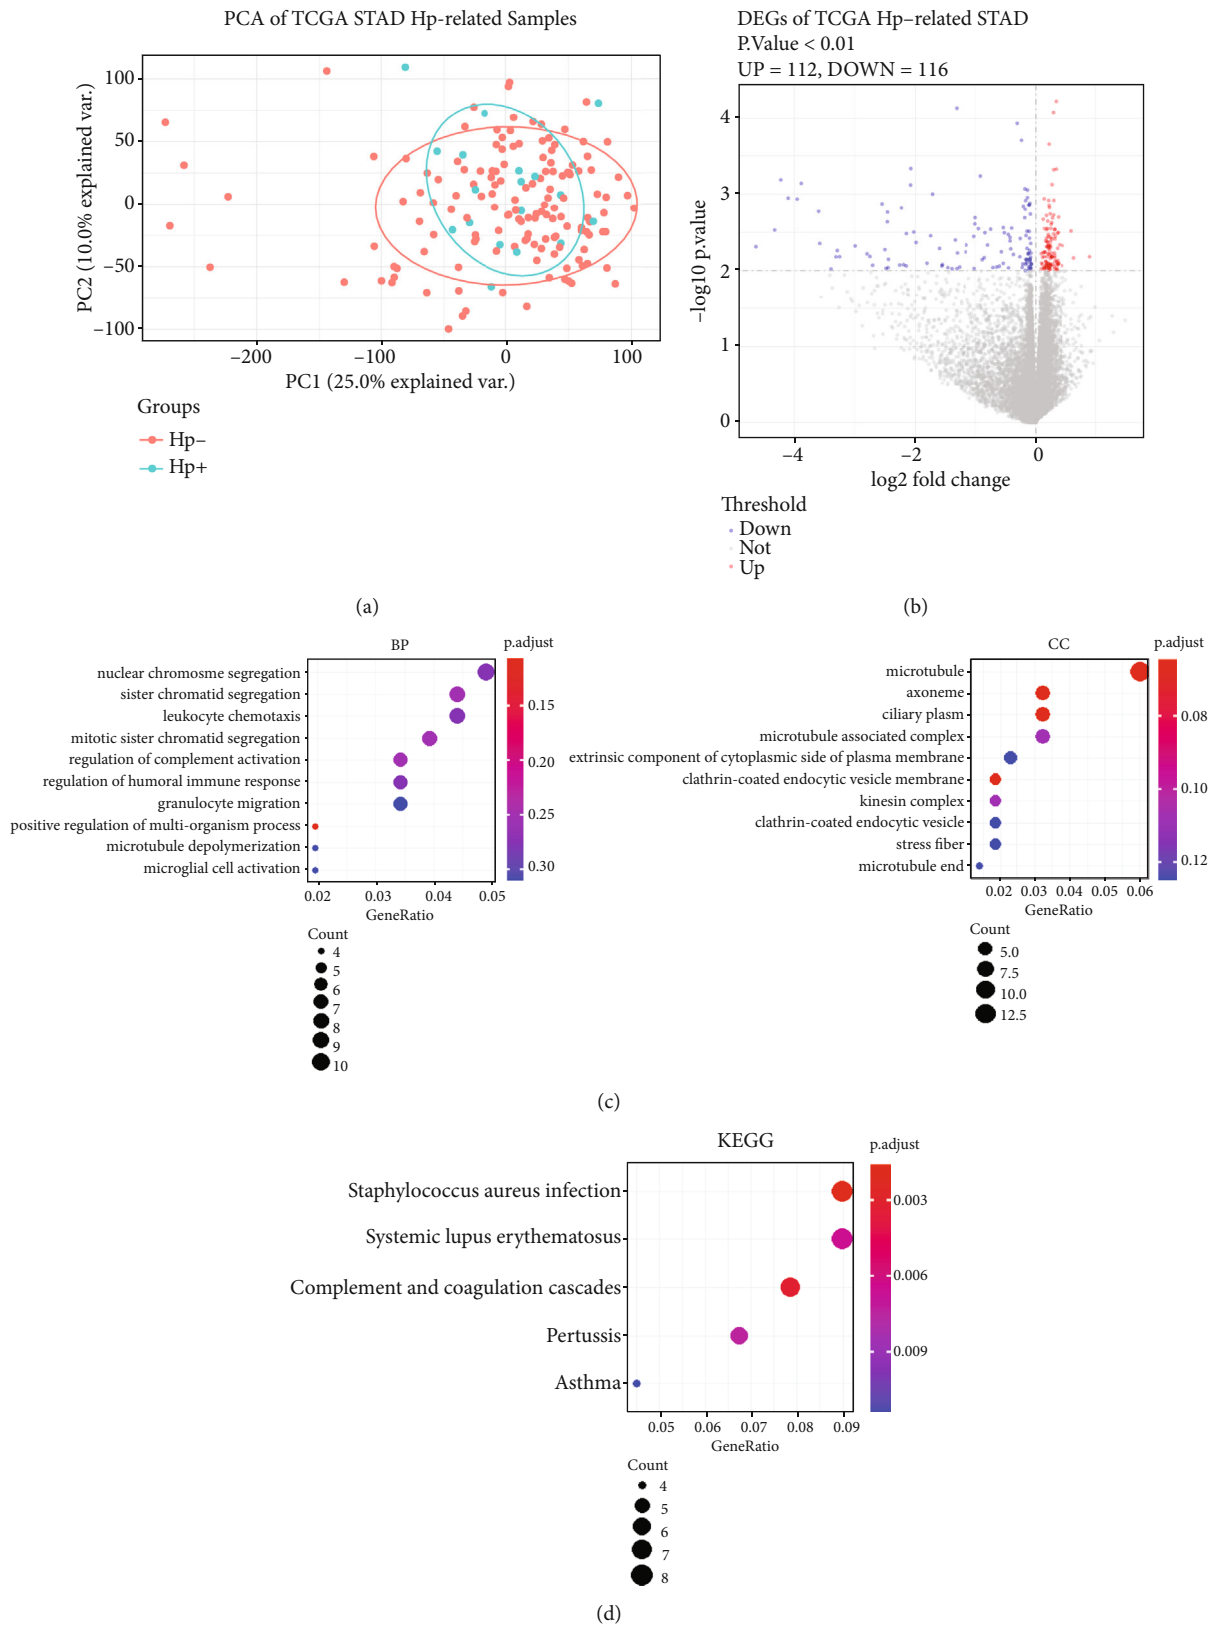 PCA of TCGA STAD Hp-related Samples
100
50
0
−50
−100
PC2 (10.0% explained var.)
−200
−100
0
100
PC1 (25.0% explained var.)
Groups
Hp−
Hp+
(a)
DEGs of TCGA Hp−related STAD
P.Value < 0.01
UP = 112, DOWN = 116
4
3
2
1
0
−log10 p.value
−4
−2
0
log2 fold change
Threshold
Down
Not
Up
(b)
BP
p.adjust
nuclear chromosme segregation
sister chromatid segregation
leukocyte chemotaxis
mitotic sister chromatid segregation
regulation of complement activation
regulation of humoral immune response
granulocyte migration
positive regulation of multi-organism process
microtubule depolymerization
microglial cell activation
0.15
0.20
0.25
0.30
0.02
0.03
0.04
0.05
GeneRatio
Count
4
5
6
7
8
9
10
CC
p.adjust
microtubule
axoneme
ciliary plasm
microtubule associated complex
extrinsic component of cytoplasmic side of plasma membrane
clathrin-coated endocytic vesicle membrane
kinesin complex
clathrin-coated endocytic vesicle
stress fiber
microtubule end
0.08
0.10
0.12
0.02
0.03
0.04
0.05
0.06
GeneRatio
Count
5.0
7.5
10.0
12.5
(c)
KEGG
p.adjust
Staphylococcus aureus infection
Systemic lupus erythematosus
Complement and coagulation cascades
Pertussis
Asthma
0.003
0.006
0.009
0.05
0.06
0.07
0.08
0.09
GeneRatio
Count
4
5
6
7
8
(d)